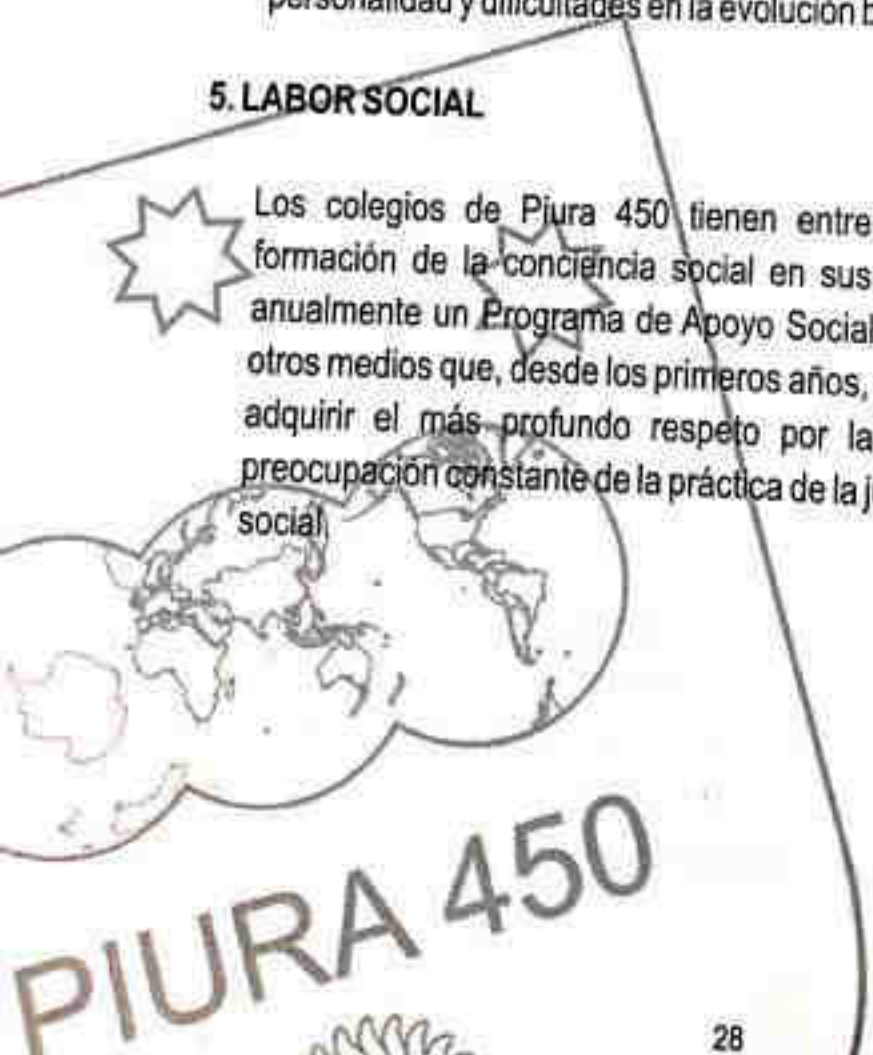 personalidad y dificultades en la evolución
5. LABOR SOCIAL
Los colegios de Piura 450 tienen entre
formación de la conciencia social en sus
anualmente un Programa de Apoyo Social
otros medios que, desde los primeros años,
adquirir el más profundo respeto por la
preocupación constante de la práctica de la
social.
PIURA 450
28